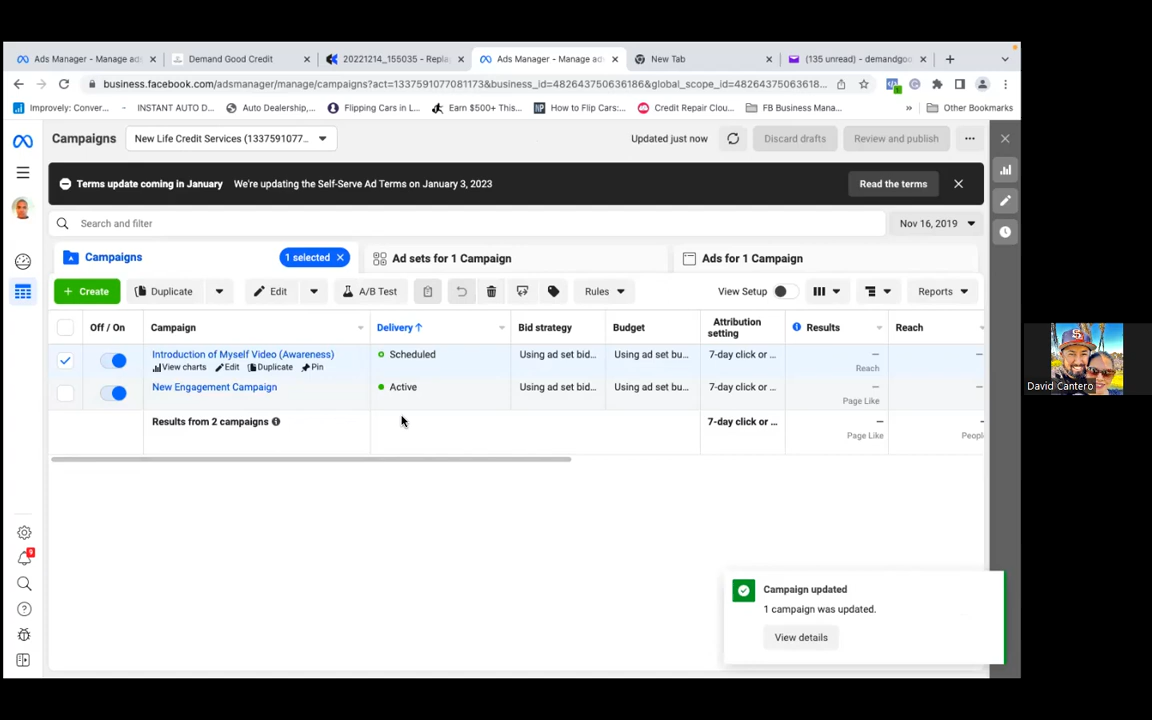 Ads Manager - Manage ad:
Demand Good Credit
20221214_155035 - Repla
Ads Manager - Manage ad:
New Tab
(135 unread) - demandgoo
business.facebook.com/adsmanager/manage/campaigns?act=1337591077081173&business_id=482643750636186&global_scope_id=48264375063618...
Improvely: Conver...
INSTANT AUTO D...
Auto Dealership,...
Flipping Cars in L...
Earn $500+ This...
How to Flip Cars:...
Credit Repair Clou...
FB Business Mana...
»
Other Bookmarks
Campaigns
New Life Credit Services (1337591077...
Updated just now
Discard drafts
Review and publish
Terms update coming in January
We're updating the Self-Serve Ad Terms on January 3, 2023
Read the terms
Search and filter
Nov 16, 2019
Campaigns
1 selected
Ad sets for 1 Campaign
Ads for 1 Campaign
+ Create
Duplicate
Edit
A/B Test
Rules
View Setup
Reports
Off / On
Campaign
Delivery ↑
Bid strategy
Budget
Attribution
setting
Results
Reach
Introduction of Myself Video (Awareness)
View charts
Edit
Duplicate
Pin
Scheduled
Using ad set bid...
Using ad set bu...
7-day click or ...
—
Reach
—
New Engagement Campaign
Active
Using ad set bid...
Using ad set bu...
7-day click or ...
—
Page Like
—
Results from 2 campaigns
7-day click or ...
—
Page Like
—
Peopl
9
Campaign updated
1 campaign was updated.
View details
David Cantero